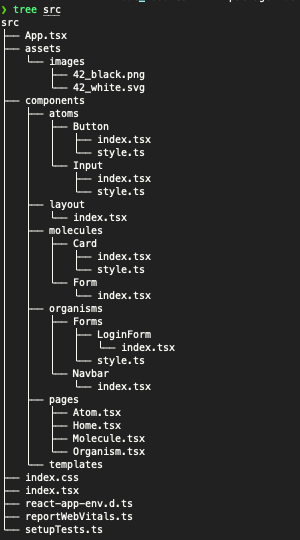 ❯ tree src
src
├── App.tsx
├── assets
│   └── images
│       ├── 42_black.png
│       └── 42_white.svg
├── components
│   ├── atoms
│   │   ├── Button
│   │   │   ├── index.tsx
│   │   │   └── style.ts
│   │   └── Input
│   │       ├── index.tsx
│   │       └── style.ts
│   ├── layout
│   │   └── index.tsx
│   ├── molecules
│   │   ├── Card
│   │   │   ├── index.tsx
│   │   │   └── style.ts
│   │   └── Form
│   │       └── index.tsx
│   ├── organisms
│   │   ├── Forms
│   │   │   ├── LoginForm
│   │   │   │   └── index.tsx
│   │   │   └── style.ts
│   │   └── Navbar
│   │       └── index.tsx
│   ├── pages
│   │   ├── Atom.tsx
│   │   ├── Home.tsx
│   │   ├── Molecule.tsx
│   │   └── Organism.tsx
│   └── templates
├── index.css
├── index.tsx
├── react-app-env.d.ts
├── reportWebVitals.ts
└── setupTests.ts